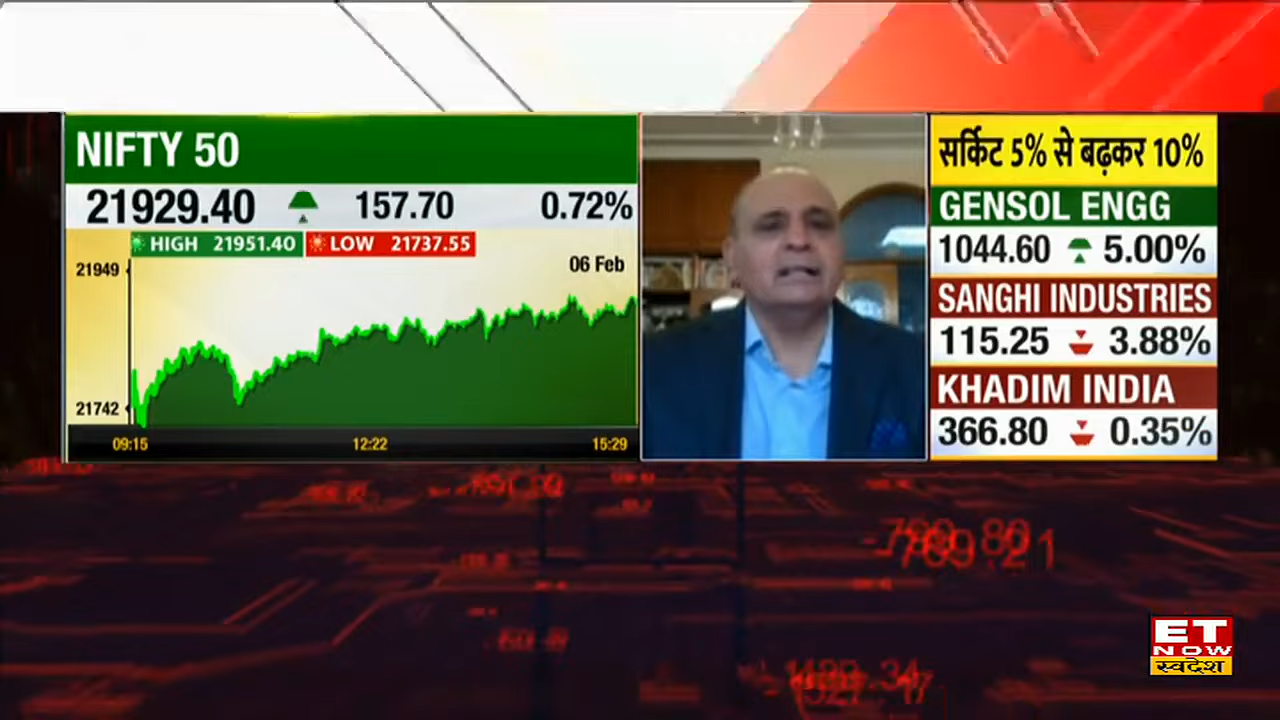 NIFTY 50
21929.40 157.70 0.72%
HIGH 21951.40 LOW 21737.55
06 Feb
21949
21742
09:15 12:22 15:29
सर्किट 5% से बढ़कर 10%
GENSOL ENGG
1044.60 5.00%
SANGHI INDUSTRIES
115.25 3.88%
KHADIM INDIA
366.80 0.35%
ET
NOW
स्वदेश